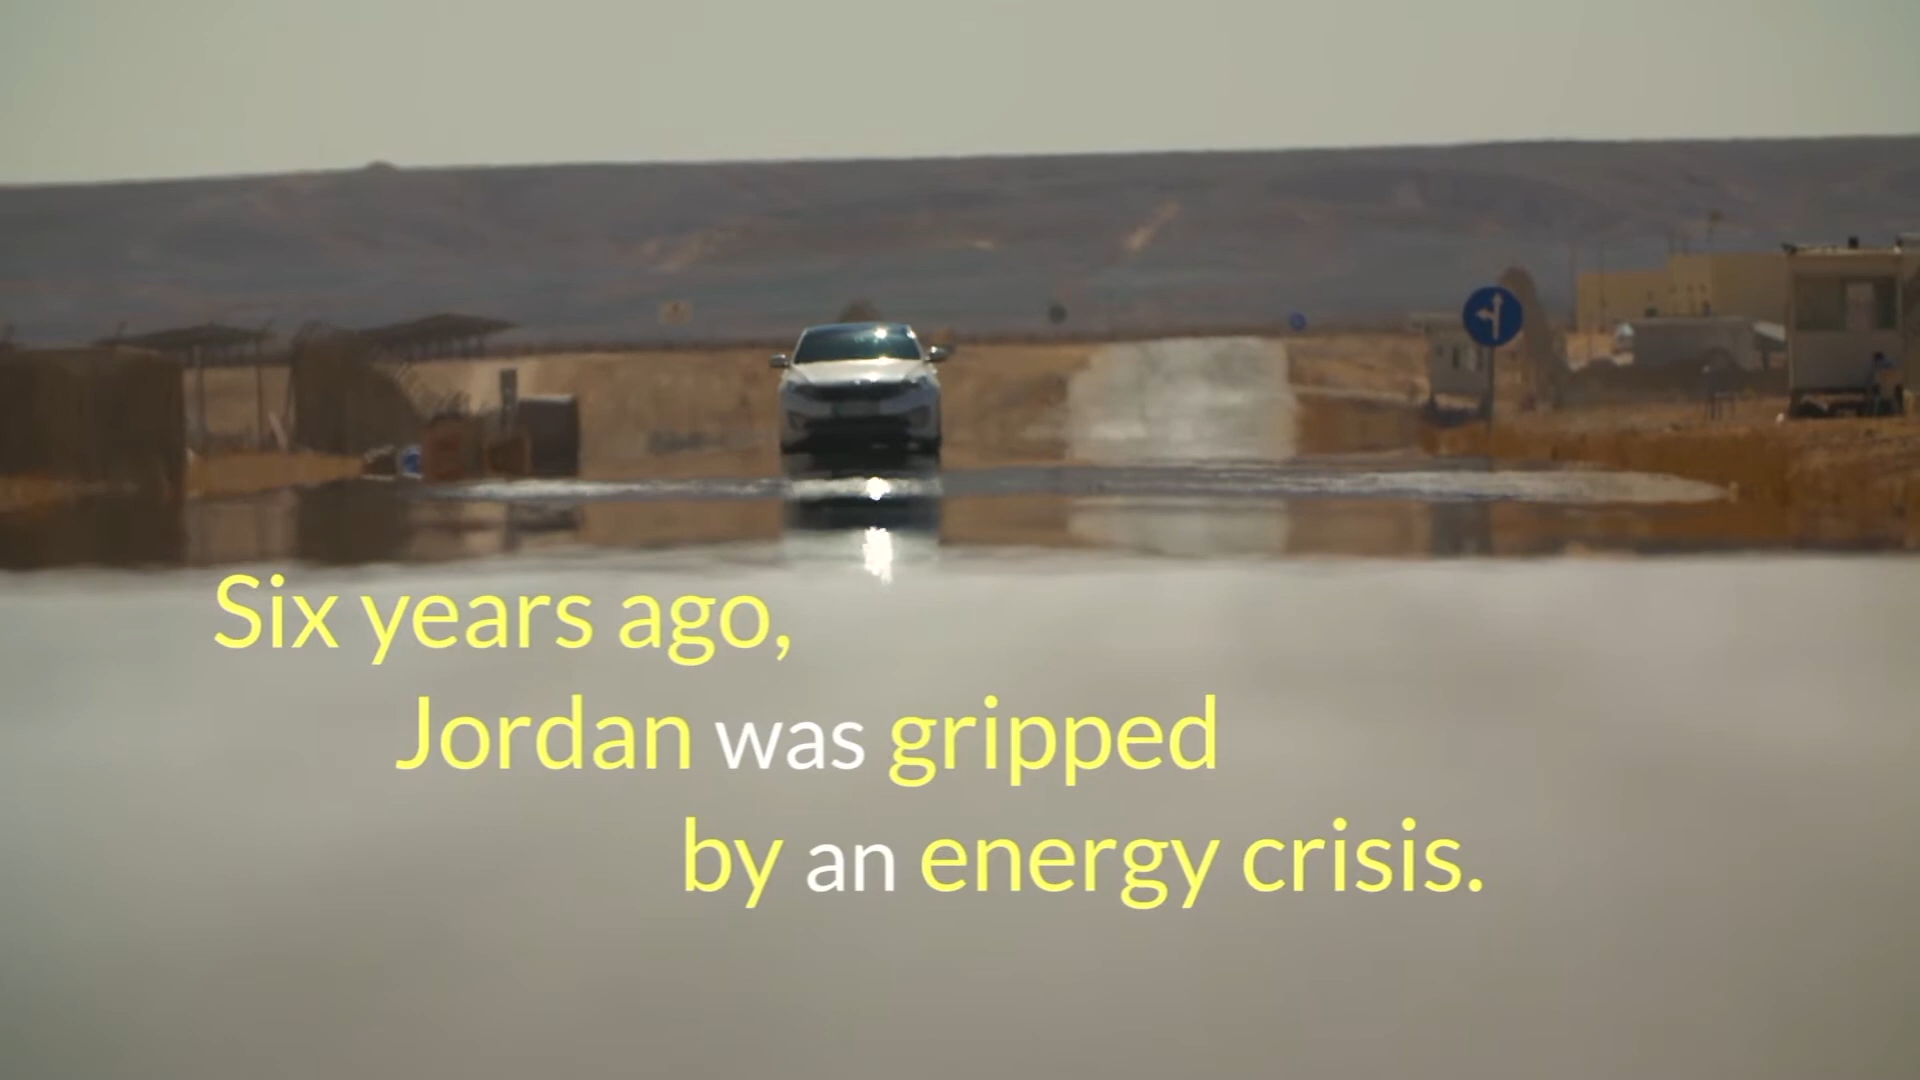 Six years ago,
Jordan was gripped
by an energy crisis.